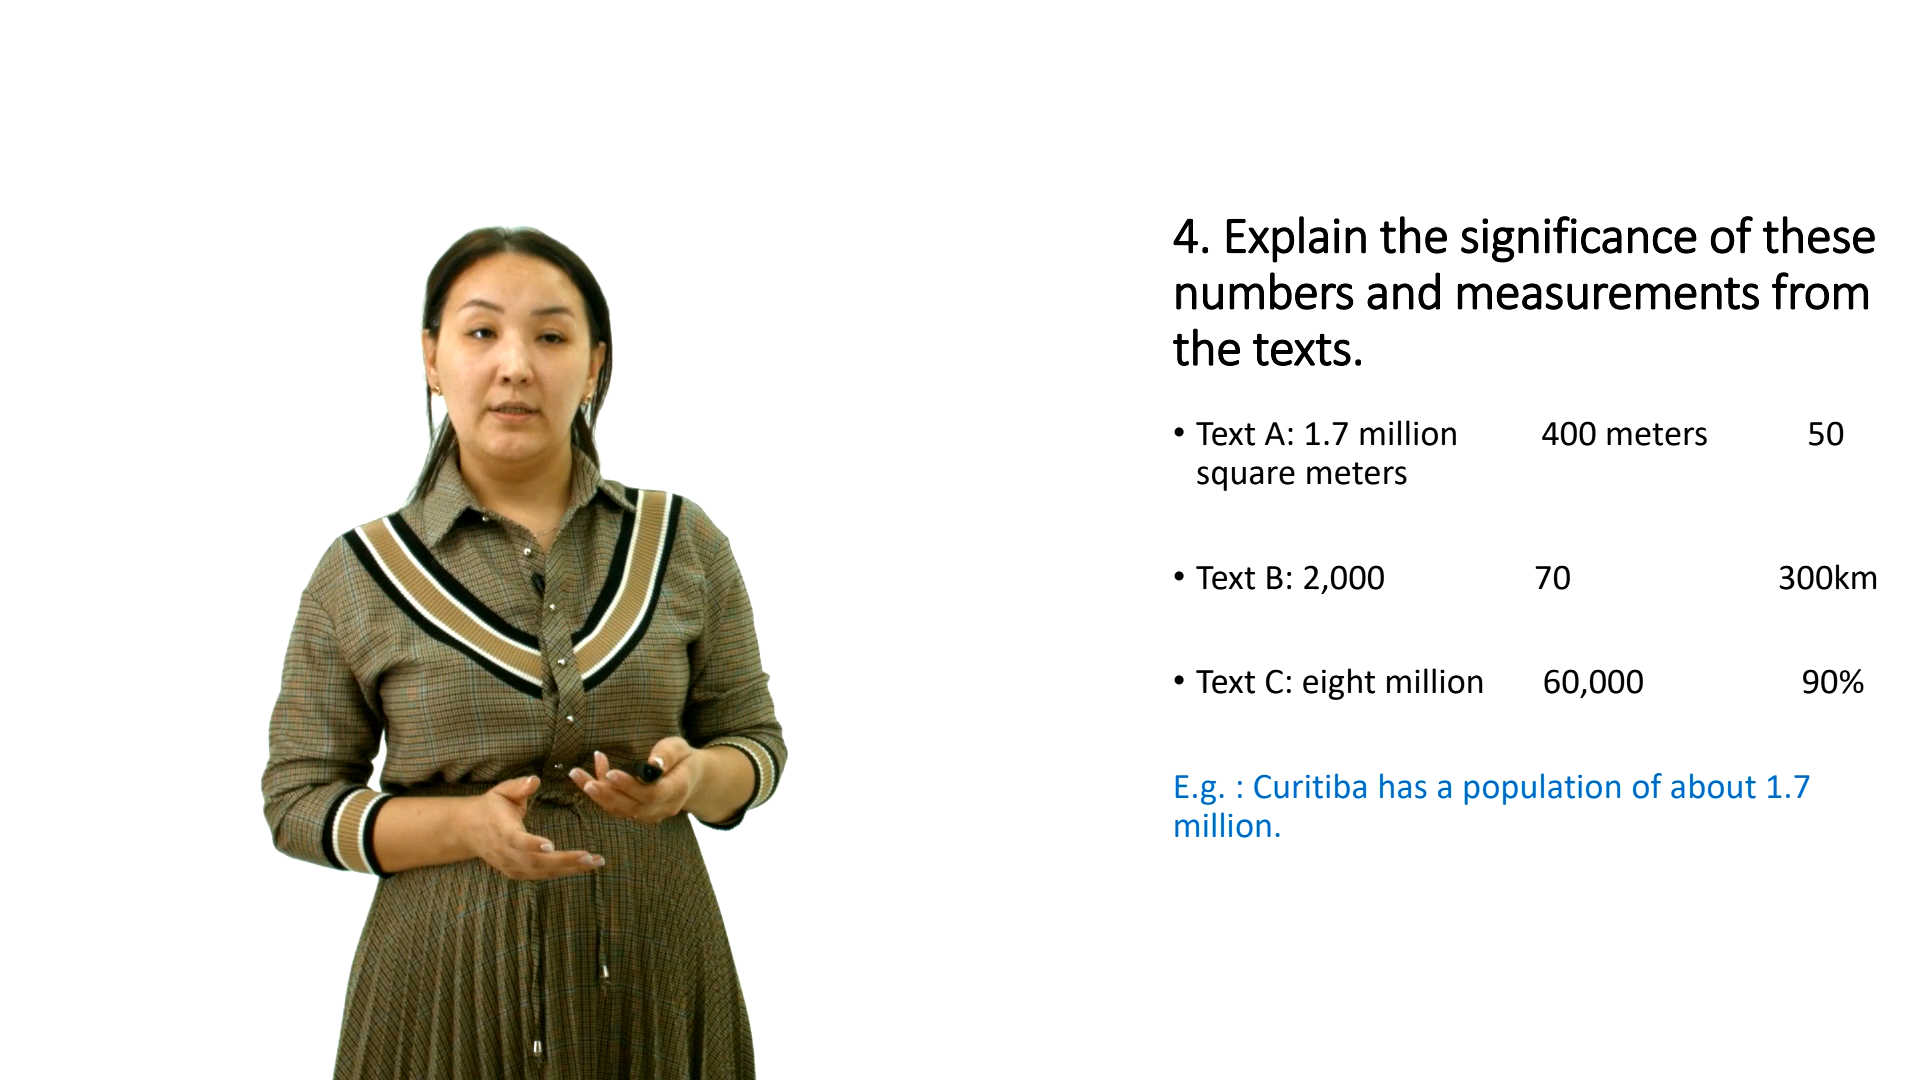 4. Explain the significance of these
numbers and measurements from
the texts.
• Text A: 1.7 million 400 meters 50
square meters
• Text B: 2,000 70 300km
• Text C: eight million 60,000 90%
E.g. : Curitiba has a population of about 1.7
million.